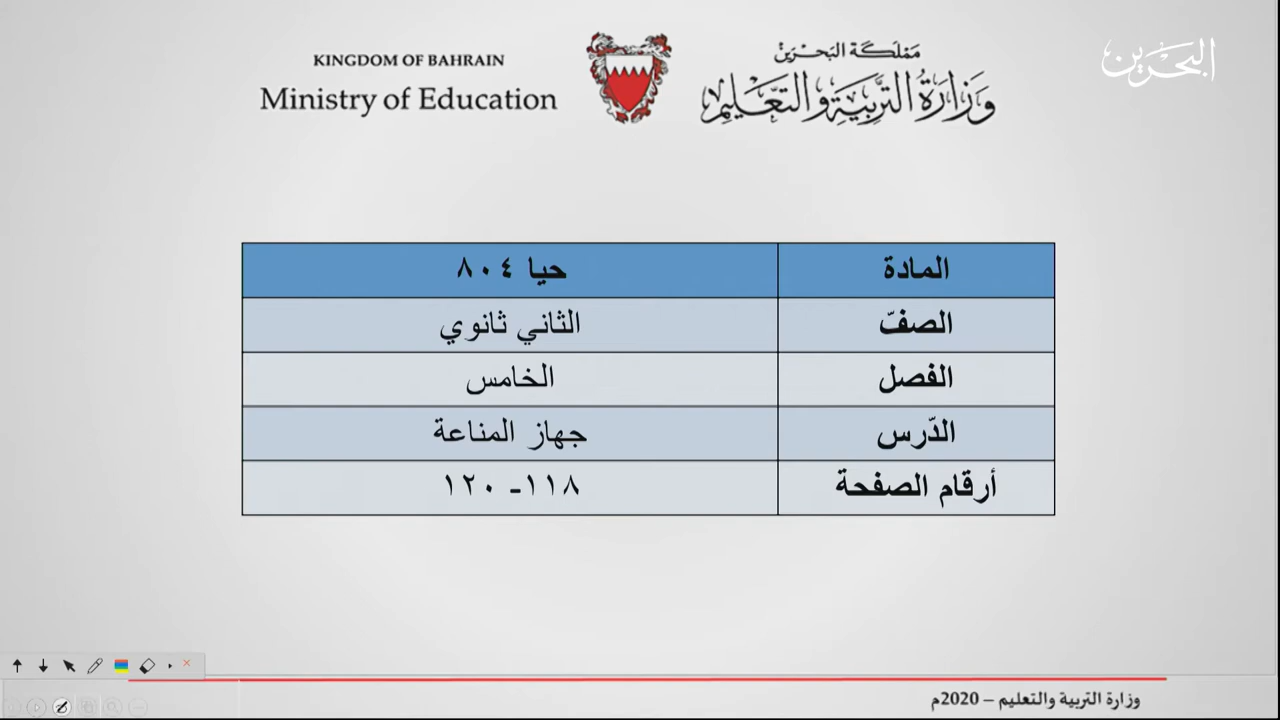 البحرين
مملكة البحرين
وزارة التربية والتعليم
KINGDOM OF BAHRAIN
Ministry of Education
المادة حيا ٨٠٤
الصفّ الثاني ثانوي
الفصل الخامس
الدّرس جهاز المناعة
أرقام الصفحة ١١٨- ١٢٠
وزارة التربية والتعليم – 2020م